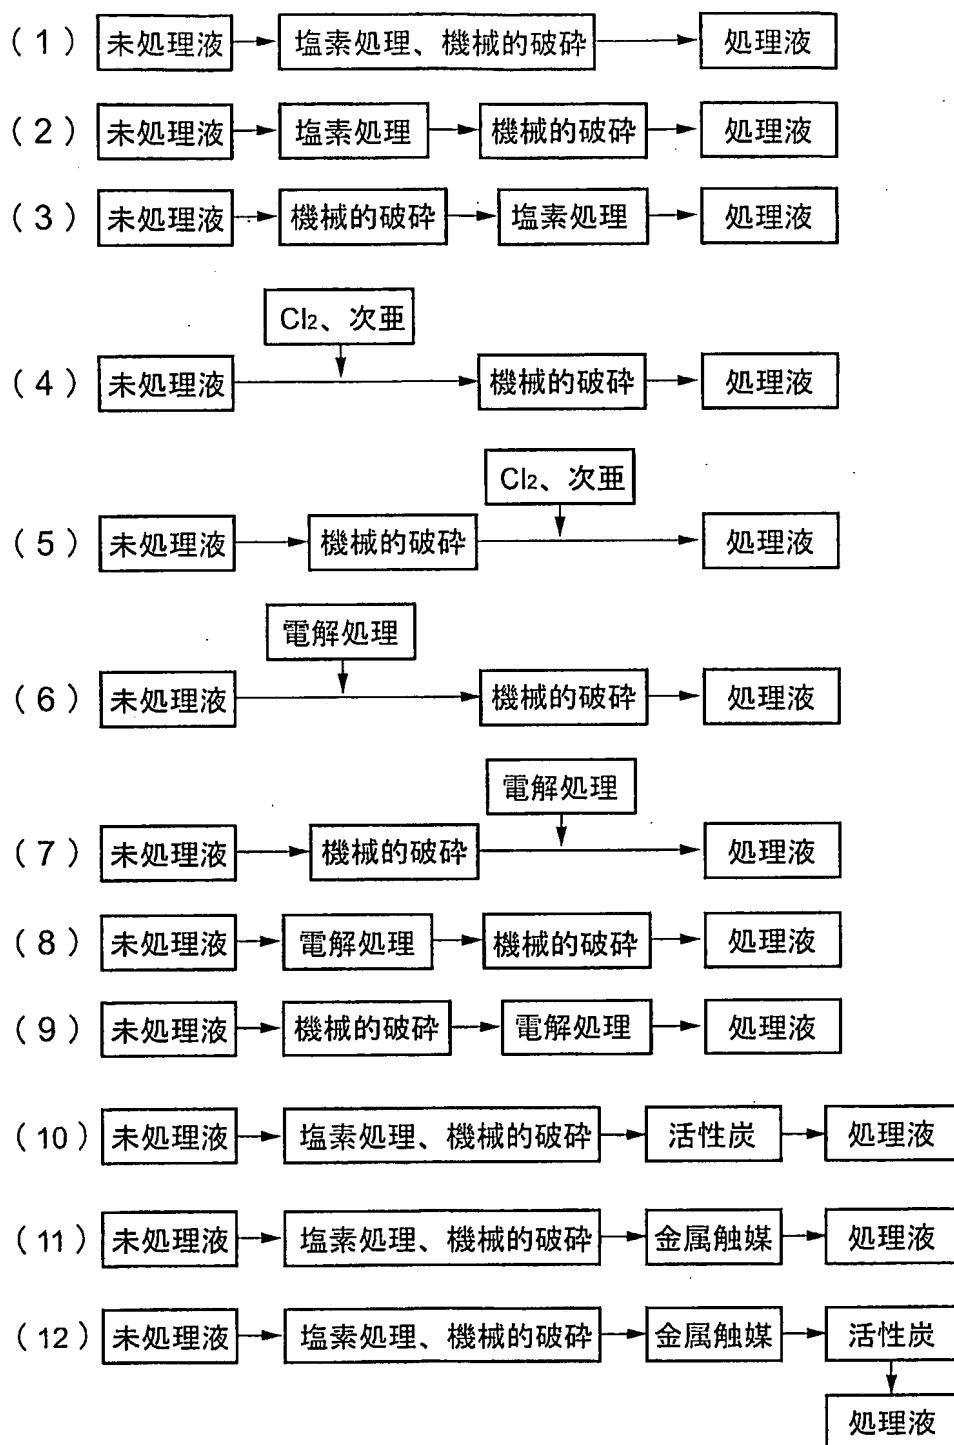 (1) 未処理液 塩素処理、機械的破砕 処理液
(2) 未処理液 塩素処理 機械的破砕 処理液
(3) 未処理液 機械的破砕 塩素処理 処理液
Cl₂、次亜
(4) 未処理液 機械的破砕 処理液
Cl₂、次亜
(5) 未処理液 機械的破砕 処理液
電解処理
(6) 未処理液 機械的破砕 処理液
電解処理
(7) 未処理液 機械的破砕 処理液
(8) 未処理液 電解処理 機械的破砕 処理液
(9) 未処理液 機械的破砕 電解処理 処理液
(10) 未処理液 塩素処理、機械的破砕 活性炭 処理液
(11) 未処理液 塩素処理、機械的破砕 金属触媒 処理液
(12) 未処理液 塩素処理、機械的破砕 金属触媒 活性炭
処理液